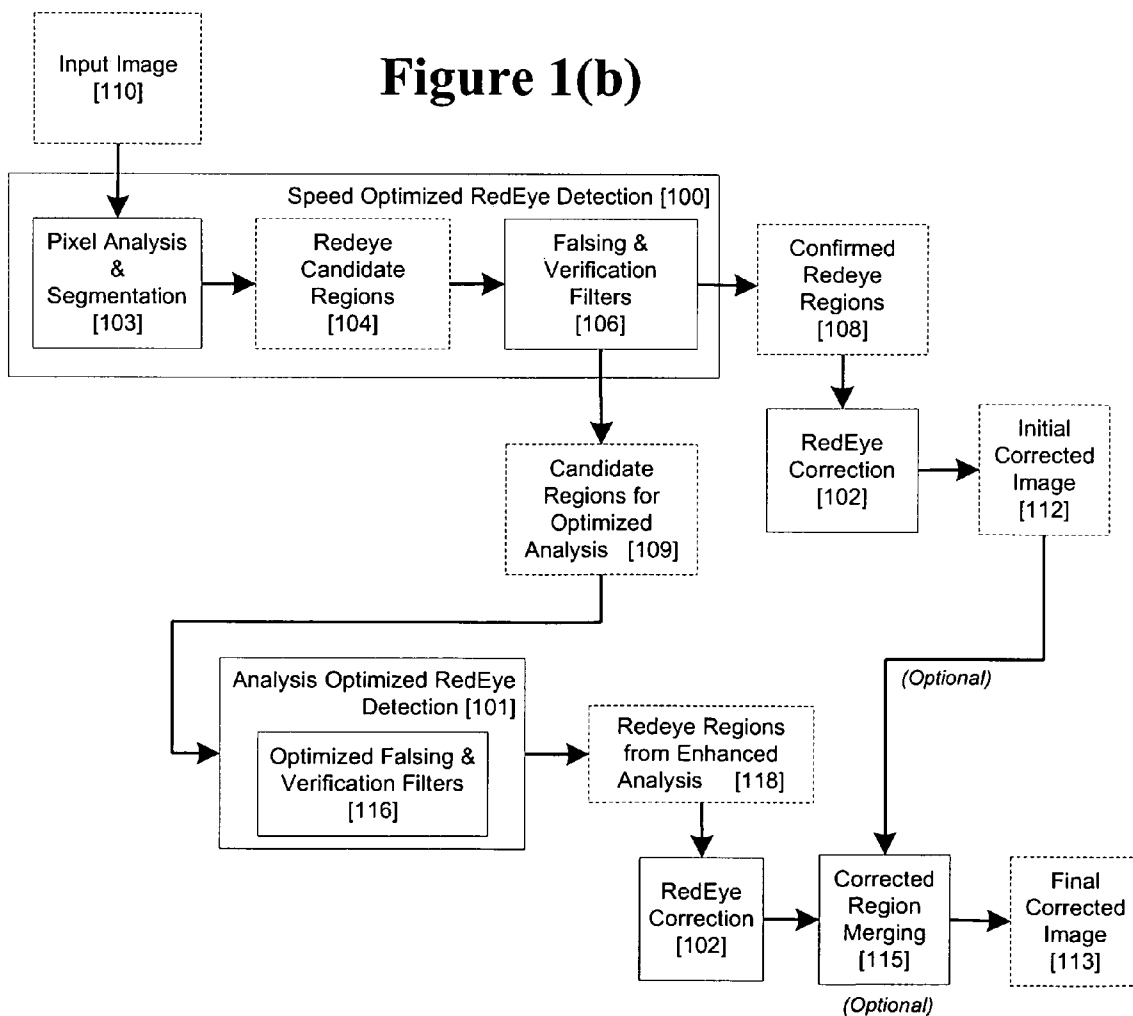 Input Image
[110]
Figure 1(b)
Speed Optimized RedEye Detection [100]
Pixel Analysis
&
Segmentation
[103]
Redeye
Candidate
Regions
[104]
Falsing &
Verification
Filters
[106]
Confirmed
Redeye
Regions
[108]
RedEye
Correction
[102]
Initial
Corrected
Image
[112]
Candidate
Regions for
Optimized
Analysis [109]
(Optional)
Analysis Optimized RedEye
Detection [101]
Optimized Falsing &
Verification Filters
[116]
Redeye Regions
from Enhanced
Analysis [118]
RedEye
Correction
[102]
Corrected
Region
Merging
[115]
(Optional)
Final
Corrected
Image
[113]